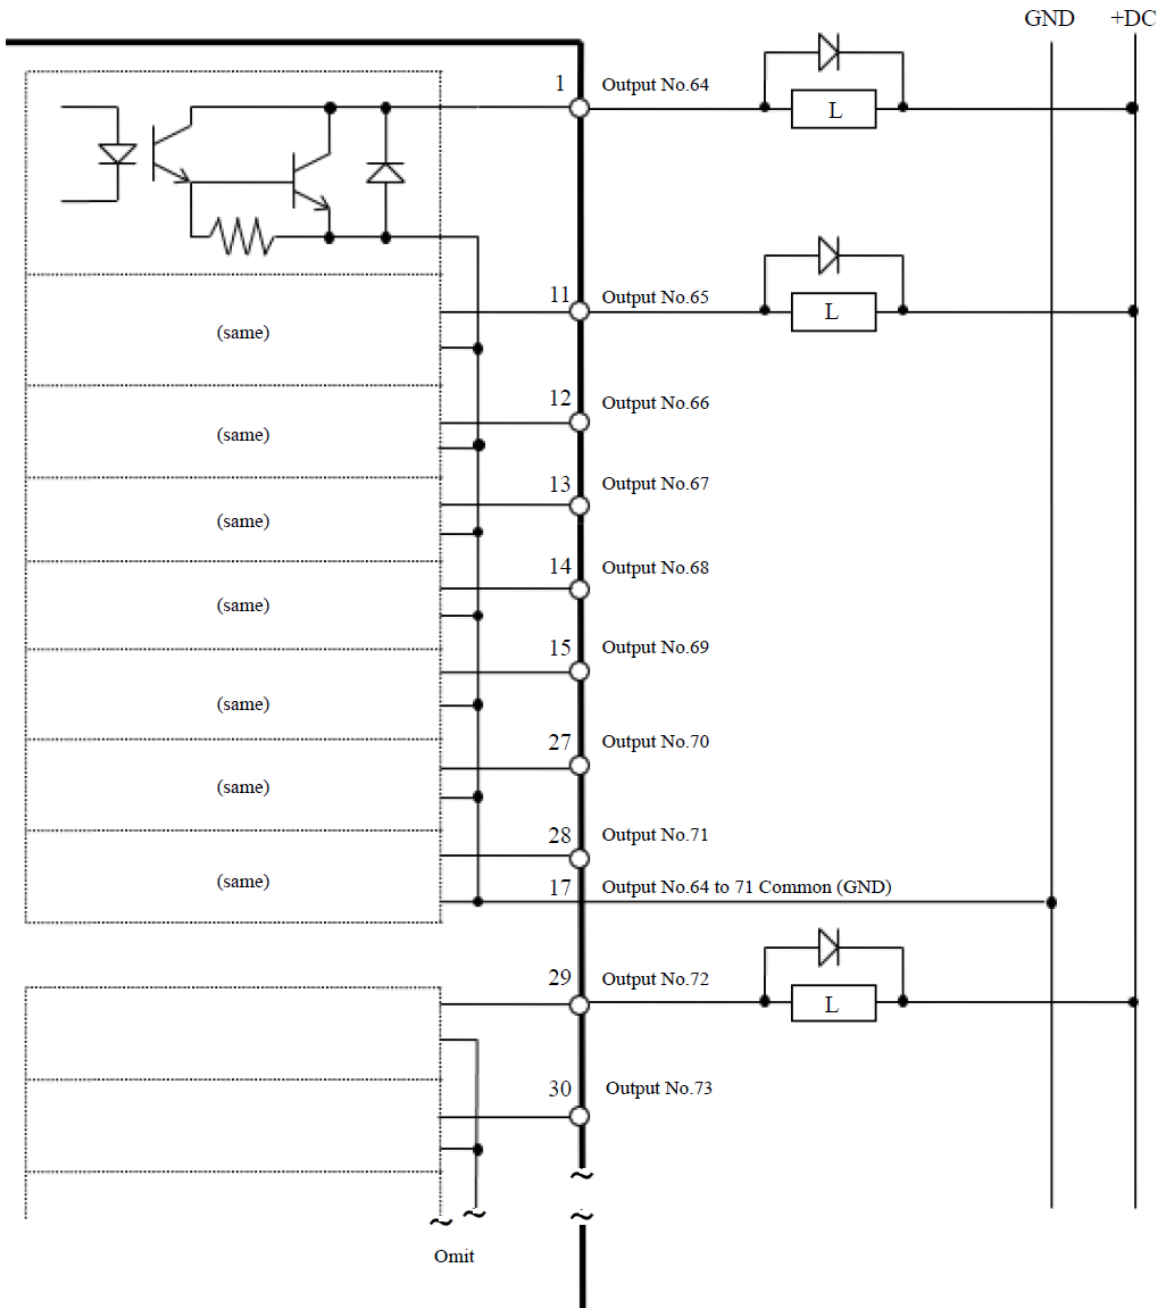 GND +DC
1 Output No.64
L
11 Output No.65
L
(same)
12 Output No.66
(same)
13 Output No.67
(same)
14 Output No.68
(same)
15 Output No.69
(same)
27 Output No.70
(same)
28 Output No.71
(same)
17 Output No.64 to 71 Common (GND)
29 Output No.72
L
30 Output No.73
Omit